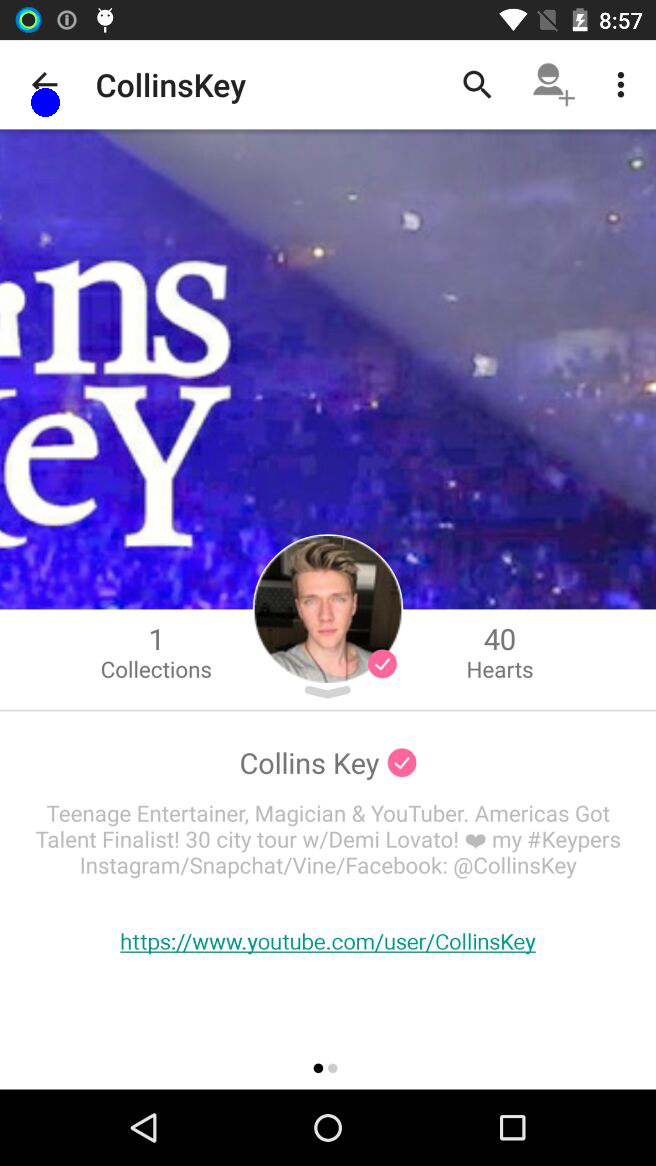 8:57
CollinsKey
ns
eY
1
Collections
40
Hearts
Collins Key
Teenage Entertainer, Magician & YouTuber. Americas Got
Talent Finalist! 30 city tour w/Demi Lovato! ❤ my #Keypers
Instagram/Snapchat/Vine/Facebook: @CollinsKey
https://www.youtube.com/user/CollinsKey